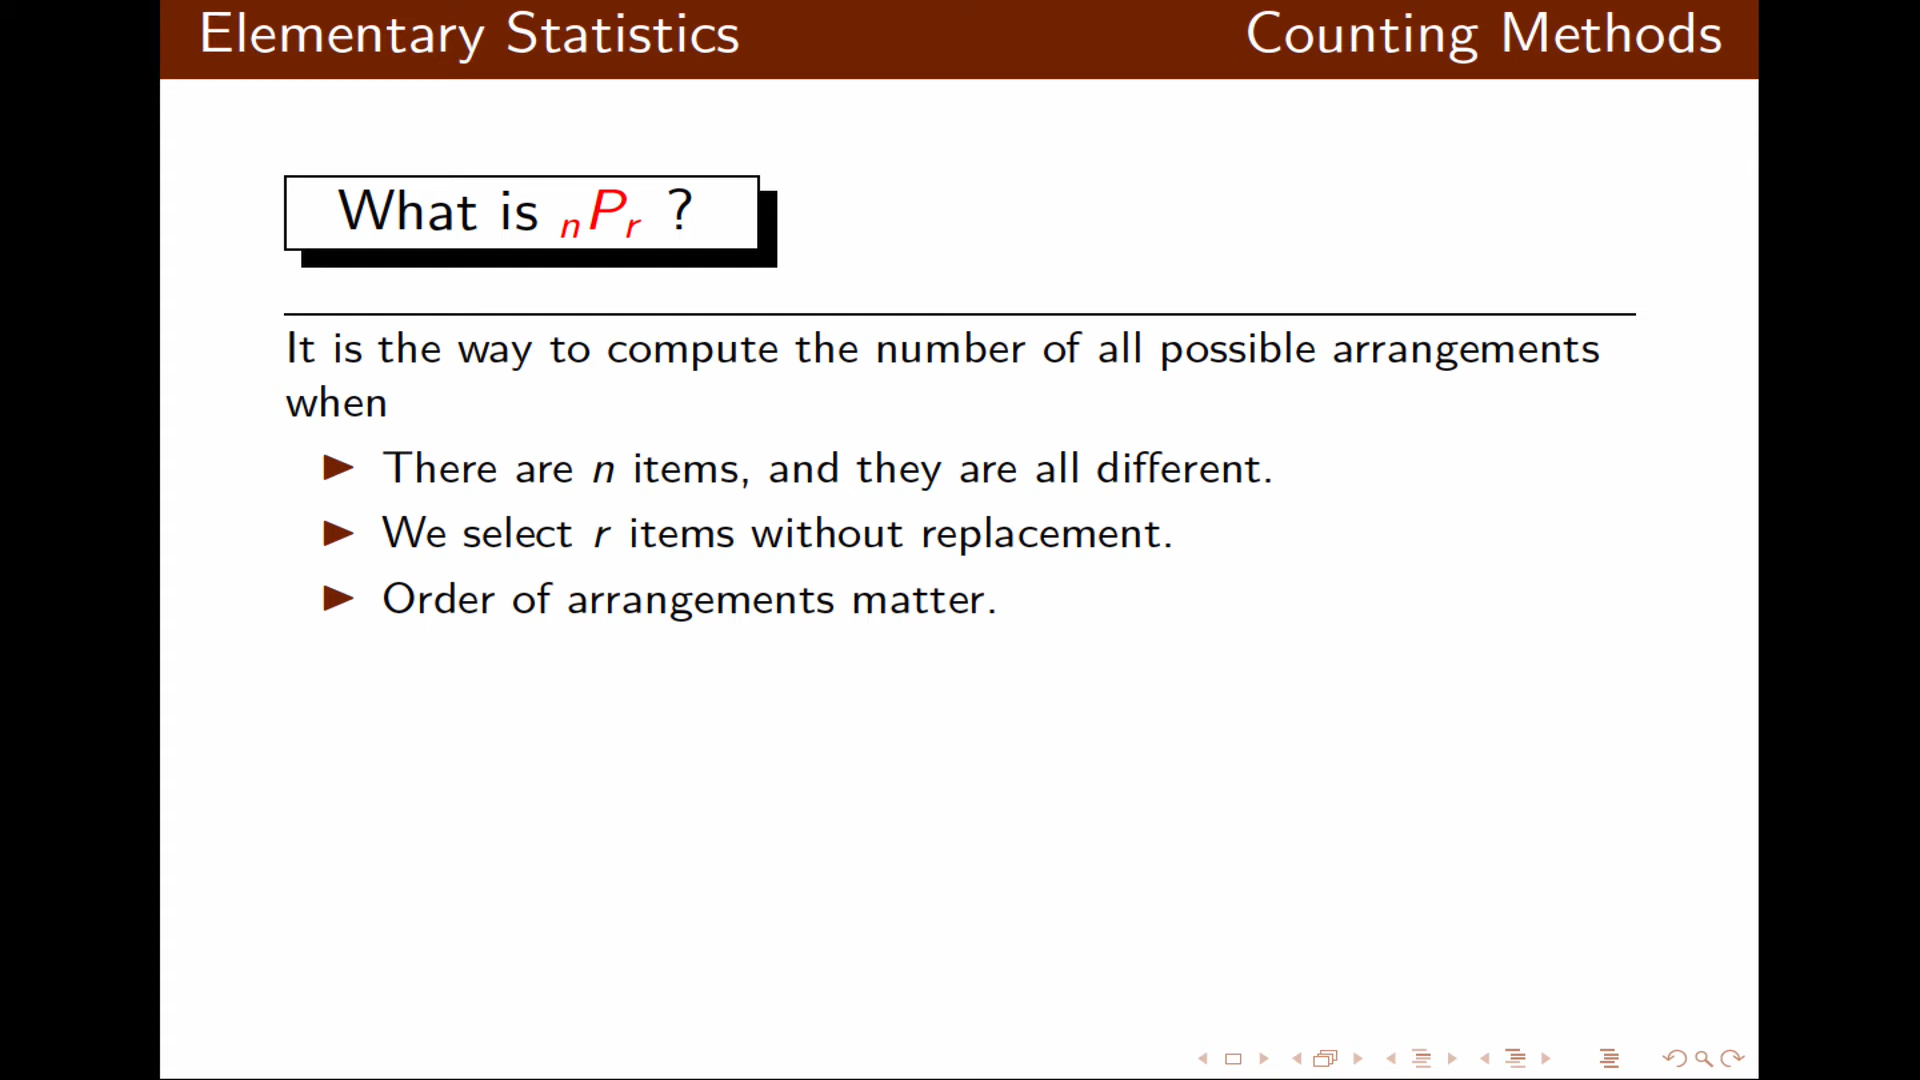 Elementary Statistics Counting Methods
What is nPr ?
It is the way to compute the number of all possible arrangements
when
There are n items, and they are all different.
We select r items without replacement.
Order of arrangements matter.